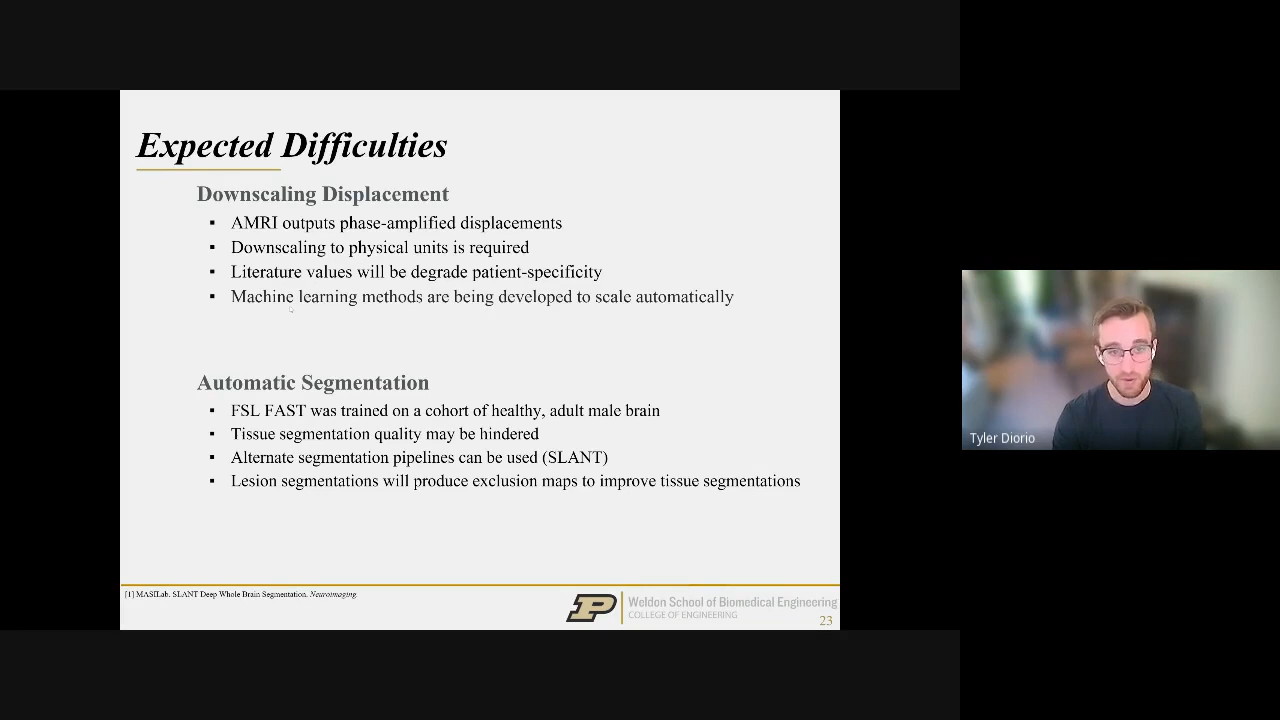 Expected Difficulties
Downscaling Displacement
▪ AMRI outputs phase-amplified displacements
▪ Downscaling to physical units is required
▪ Literature values will be degrade patient-specificity
▪ Machine learning methods are being developed to scale automatically
Automatic Segmentation
▪ FSL FAST was trained on a cohort of healthy, adult male brain
▪ Tissue segmentation quality may be hindered
▪ Alternate segmentation pipelines can be used (SLANT)
▪ Lesion segmentations will produce exclusion maps to improve tissue segmentations
[1] MASILab. SLANT Deep Whole Brain Segmentation. Neuroimaging.
P
Weldon School of Biomedical Engineering
COLLEGE OF ENGINEERING
23
Tyler Diorio